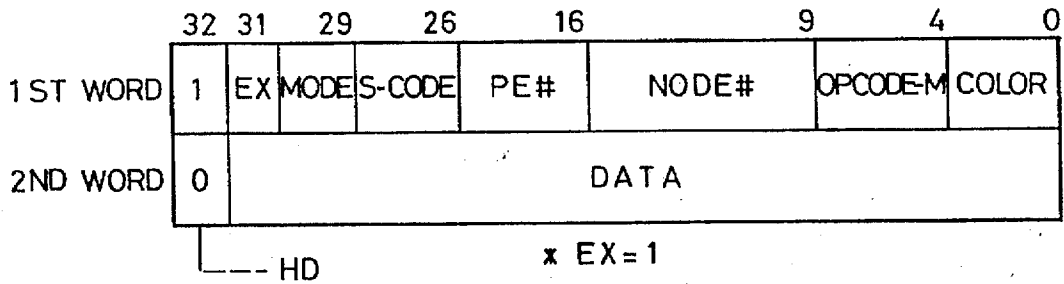 32 31 29 26 16 9 4 0
1ST WORD 1 EX MODE S-CODE PE# NODE# OPCODE-M COLOR
2ND WORD 0 DATA
HD * EX=1